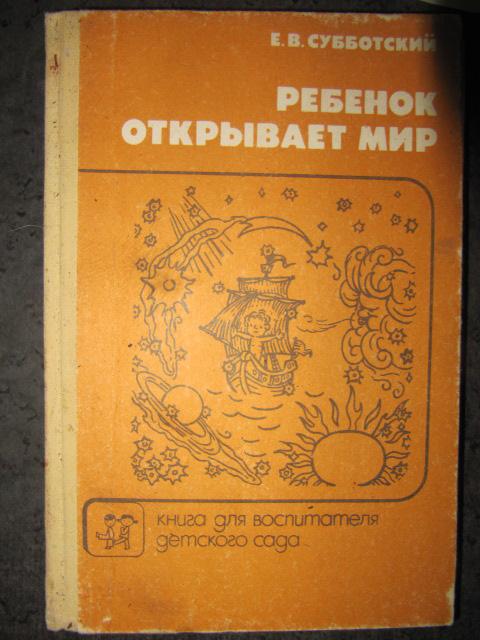 Е. В. СУББОТСКИЙ
РЕБЕНОК
ОТКРЫВАЕТ МИР
книга для воспитателя
детского сада